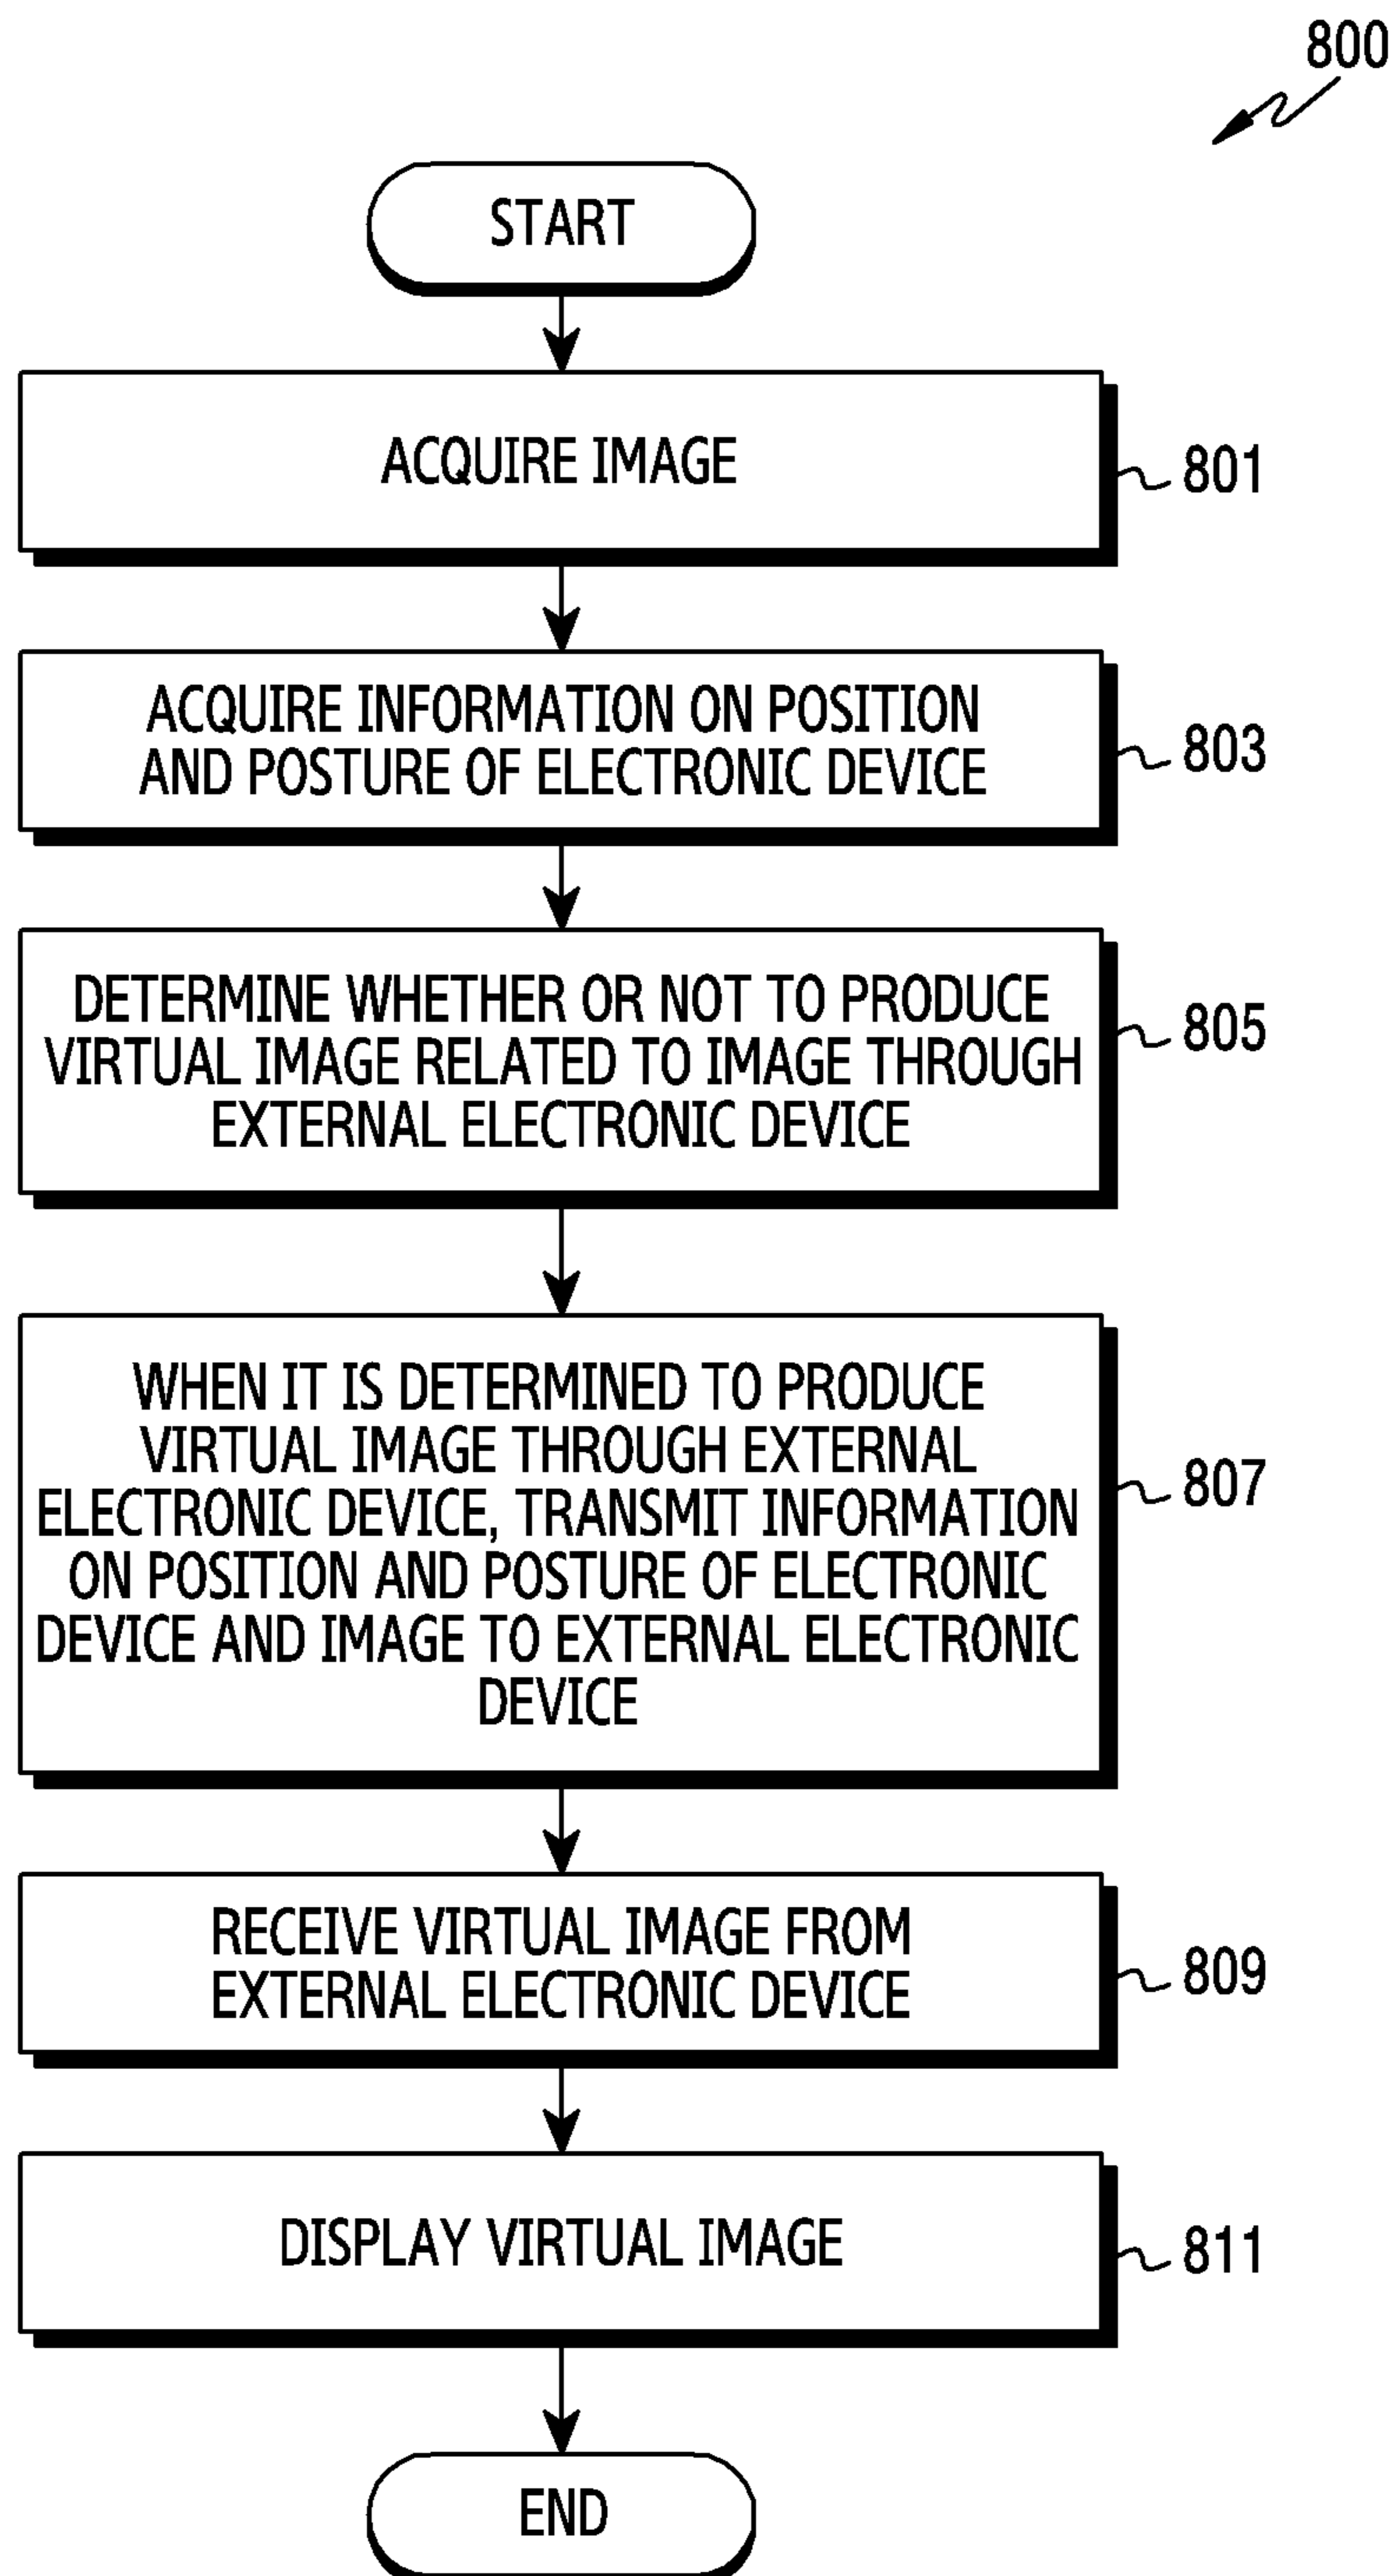 800
START
ACQUIRE IMAGE
801
ACQUIRE INFORMATION ON POSITION
AND POSTURE OF ELECTRONIC DEVICE
803
DETERMINE WHETHER OR NOT TO PRODUCE
VIRTUAL IMAGE RELATED TO IMAGE THROUGH
EXTERNAL ELECTRONIC DEVICE
805
WHEN IT IS DETERMINED TO PRODUCE
VIRTUAL IMAGE THROUGH EXTERNAL
ELECTRONIC DEVICE, TRANSMIT INFORMATION
ON POSITION AND POSTURE OF ELECTRONIC
DEVICE AND IMAGE TO EXTERNAL ELECTRONIC
DEVICE
807
RECEIVE VIRTUAL IMAGE FROM
EXTERNAL ELECTRONIC DEVICE
809
DISPLAY VIRTUAL IMAGE
811
END